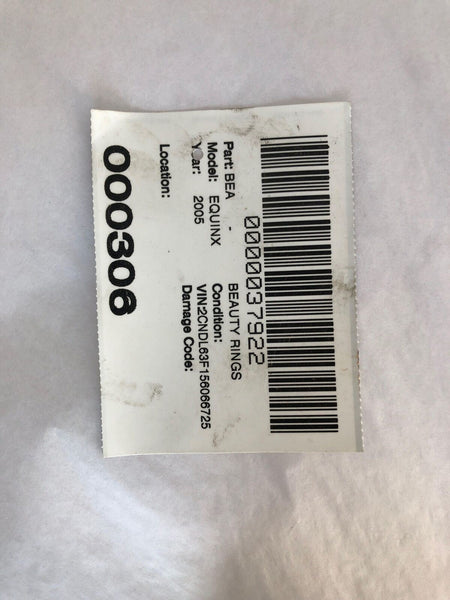 0000037922
Part: BEA - BEAUTY RINGS
Model: EQUINX Condition:
Year: 2005 VIN:2CNDL63F156066725
Damage Code:
Location:
000306